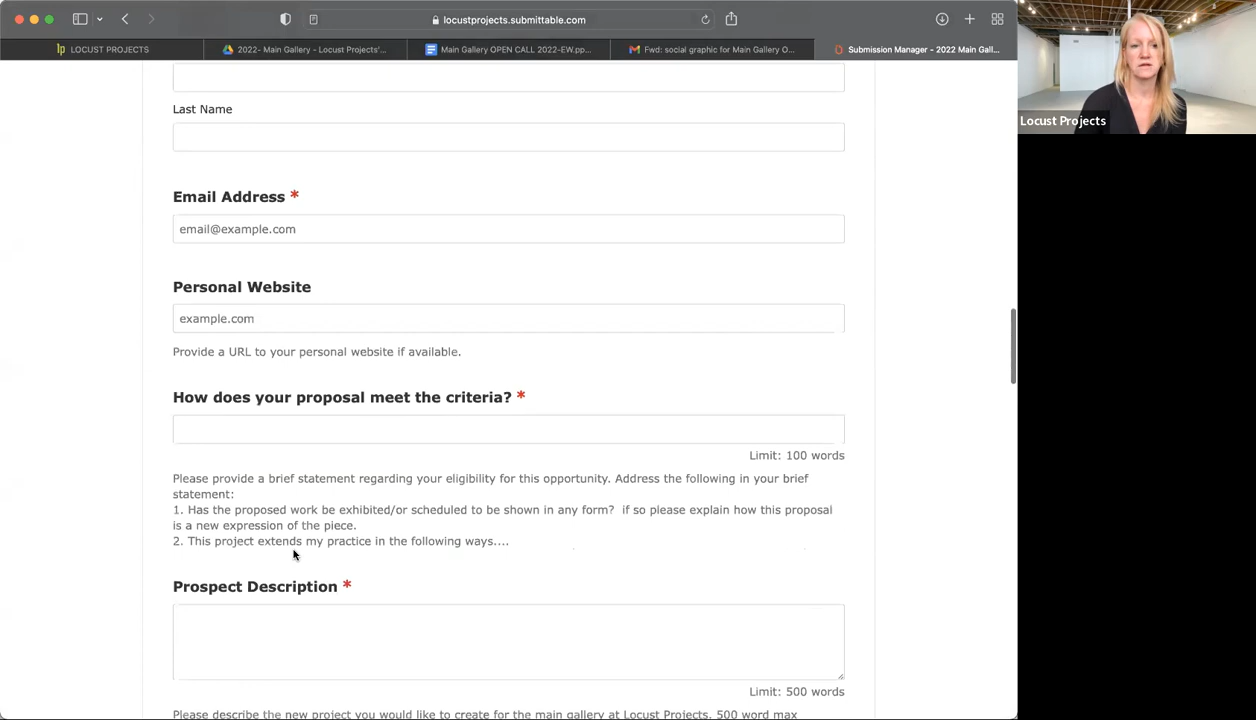 locustprojects.submittable.com
lp LOCUST PROJECTS
2022- Main Gallery - Locust Projects'...
Main Gallery OPEN CALL 2022-EW.pp...
Fwd: social graphic for Main Gallery O...
Submission Manager - 2022 Main Gall...
Locust Projects
Last Name
Email Address *
email@example.com
Personal Website
example.com
Provide a URL to your personal website if available.
How does your proposal meet the criteria? *
Limit: 100 words
Please provide a brief statement regarding your eligibility for this opportunity. Address the following in your brief
statement:
1. Has the proposed work be exhibited/or scheduled to be shown in any form?  if so please explain how this proposal
is a new expression of the piece.
2. This project extends my practice in the following ways....
Prospect Description *
Limit: 500 words
Please describe the new project you would like to create for the main gallery at Locust Projects. 500 word max